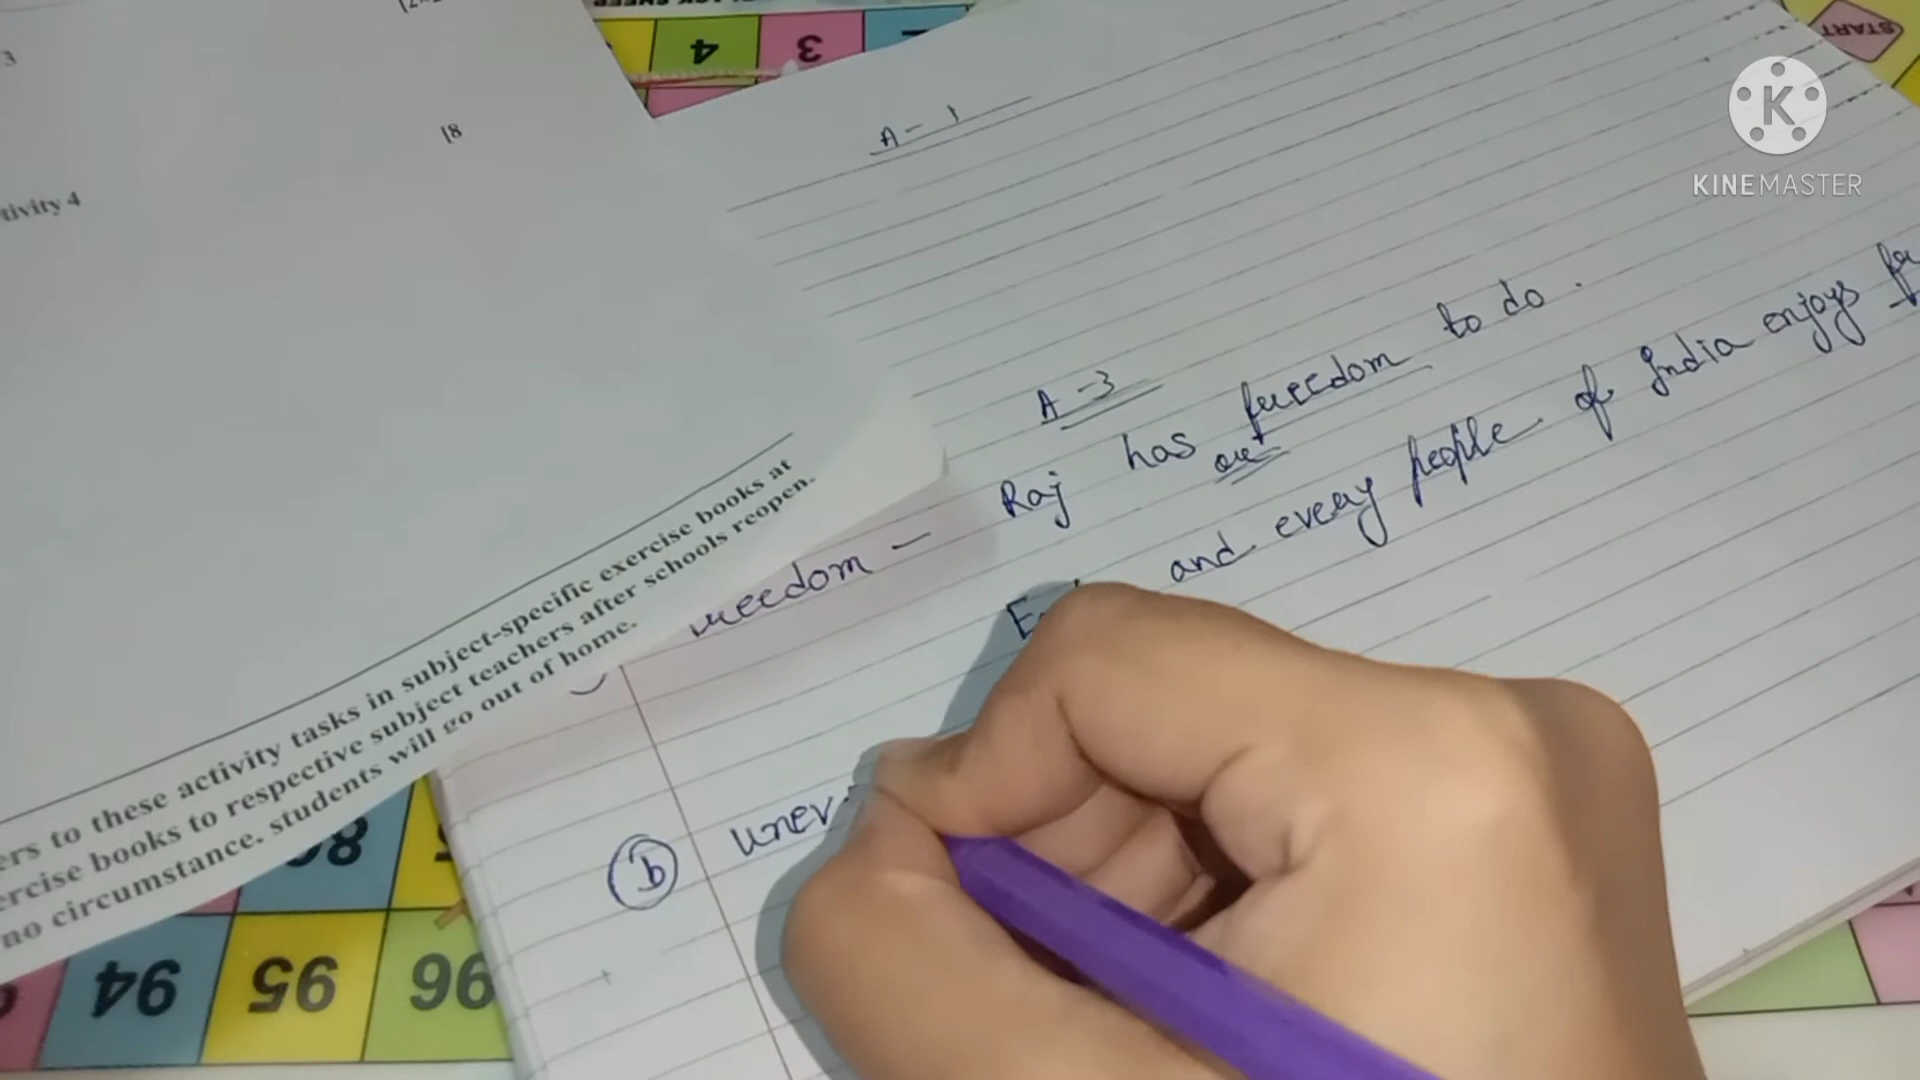 4 3
START
KINEMASTER
3
18
tivity 4
A - 1
A - 3
freedom - Raj has freedom to do.
or
and every people of India enjoys
(b) unev
ers to these activity tasks in subject-specific exercise books at
ercise books to respective subject teachers after schools reopen.
no circumstance. students will go out of home.
94 95 96